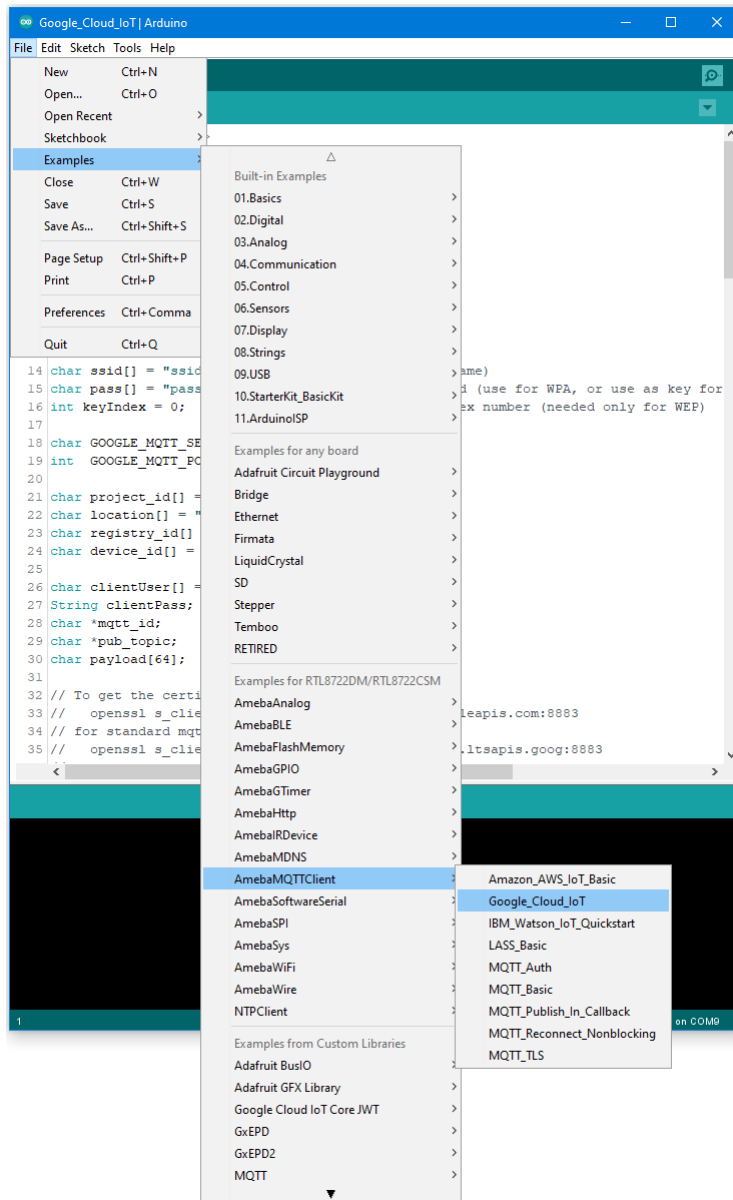 Google_Cloud_IoT | Arduino
File Edit Sketch Tools Help
New Ctrl+N
Open... Ctrl+O
Open Recent
Sketchbook
Examples
Close Ctrl+W
Save Ctrl+S
Save As... Ctrl+Shift+S
Page Setup Ctrl+Shift+P
Print Ctrl+P
Preferences Ctrl+Comma
Quit Ctrl+Q
Built-in Examples
01.Basics
02.Digital
03.Analog
04.Communication
05.Control
06.Sensors
07.Display
08.Strings
09.USB
10.StarterKit_BasicKit
11.ArduinoISP
Examples for any board
Adafruit Circuit Playground
Bridge
Ethernet
Firmata
LiquidCrystal
SD
Stepper
Temboo
RETIRED
Examples for RTL8722DM/RTL8722CSM
AmebaAnalog
AmebaBLE
AmebaFlashMemory
AmebaGPIO
AmebaGTimer
AmebaHttp
AmebaIRDevice
AmebaMDNS
AmebaMQTTClient
AmebaSoftwareSerial
AmebaSPI
AmebaSys
AmebaWiFi
AmebaWire
NTPClient
Examples from Custom Libraries
Adafruit BusIO
Adafruit GFX Library
Google Cloud IoT Core JWT
GxEPD
GxEPD2
MQTT
Amazon_AWS_IoT_Basic
Google_Cloud_IoT
IBM_Watson_IoT_Quickstart
LASS_Basic
MQTT_Auth
MQTT_Basic
MQTT_Publish_In_Callback
MQTT_Reconnect_Nonblocking
MQTT_TLS
14 char ssid[] = "ssid ame)
15 char pass[] = "pass d (use for WPA, or use as key for
16 int keyIndex = 0; ex number (needed only for WEP)
17
18 char GOOGLE_MQTT_SE
19 int GOOGLE_MQTT_PO
20
21 char project_id[] =
22 char location[] = "
23 char registry_id[]
24 char device_id[] =
25
26 char clientUser[] =
27 String clientPass;
28 char *mqtt_id;
29 char *pub_topic;
30 char payload[64];
31
32 // To get the certi
33 // openssl s_clie leapis.com:8883
34 // for standard mqt
35 // openssl s_clie .ltsapis.goog:8883
1 on COM9